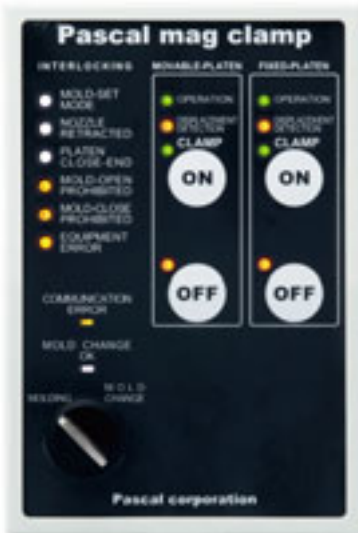 Pascal mag clamp
INTERLOCKING
MOLD-SET
MODE
NOZZLE
RETRACTED
PLATEN
CLOSE-END
MOLD-OPEN
PROHIBITED
MOLD-CLOSE
PROHIBITED
EQUIPMENT
ERROR
COMMUNICATION
ERROR
MOLD CHANGE
OK
MOLDING
MOLD
CHANGE
MOVABLE-PLATEN
OPERATION
DISPLACEMENT
DETECTION
CLAMP
ON
OFF
FIXED-PLATEN
OPERATION
DISPLACEMENT
DETECTION
CLAMP
ON
OFF
Pascal corporation